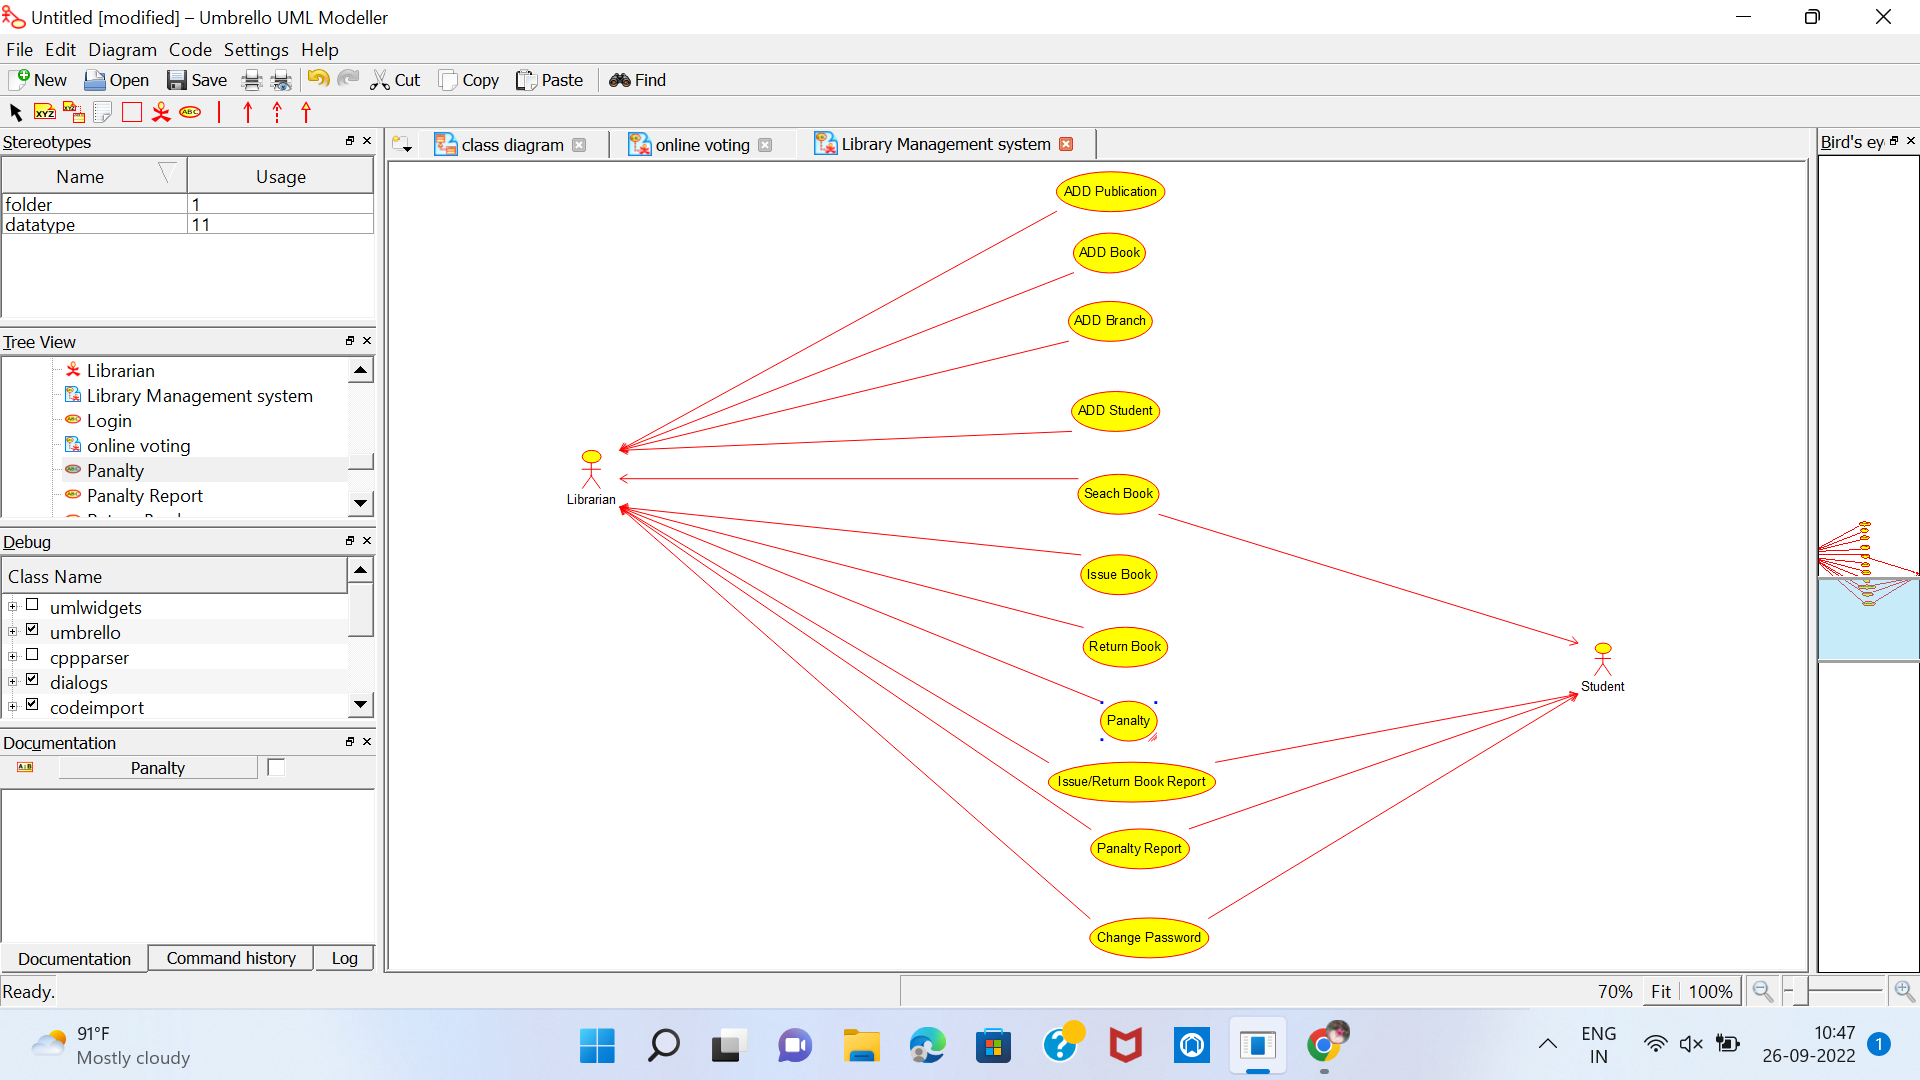 Untitled [modified] – Umbrello UML Modeller
File Edit Diagram Code Settings Help
New Open Save Cut Copy Paste Find
XYZ XYZ ABC
Stereotypes
Name Usage
folder 1
datatype 11
Tree View
Librarian
Library Management system
Login
online voting
Panalty
Panalty Report
Debug
Class Name
umlwidgets
umbrello
cppparser
dialogs
codeimport
Documentation
Panalty
Documentation Command history Log
class diagram online voting Library Management system
ADD Publication
ADD Book
ADD Branch
ADD Student
Librarian
Seach Book
Issue Book
Return Book
Student
Panalty
Issue/Return Book Report
Panalty Report
Change Password
Bird's ey
Ready.
70% Fit 100%
91°F
Mostly cloudy
ENG
IN
10:47
26-09-2022
1